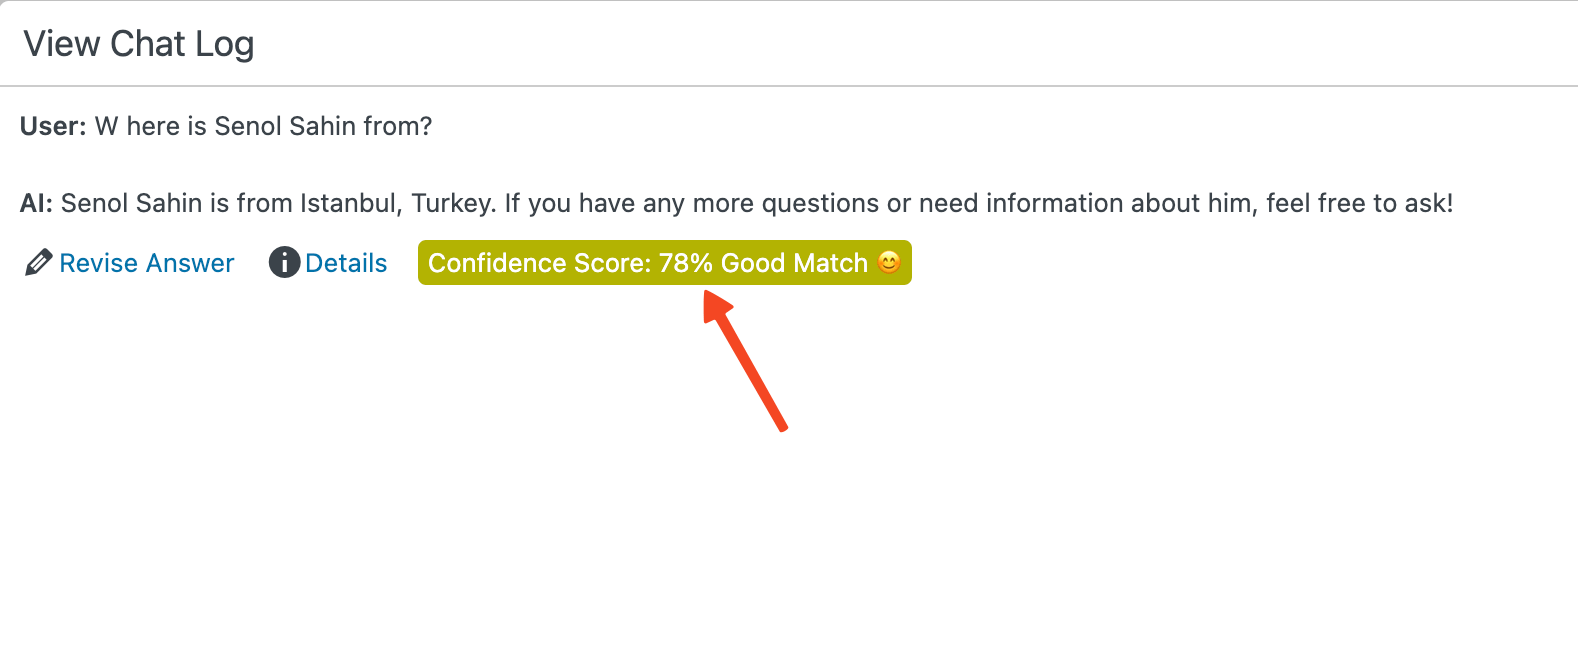 View Chat Log
User: W here is Senol Sahin from?
AI: Senol Sahin is from Istanbul, Turkey. If you have any more questions or need information about him, feel free to ask!
Revise Answer Details Confidence Score: 78% Good Match 😊